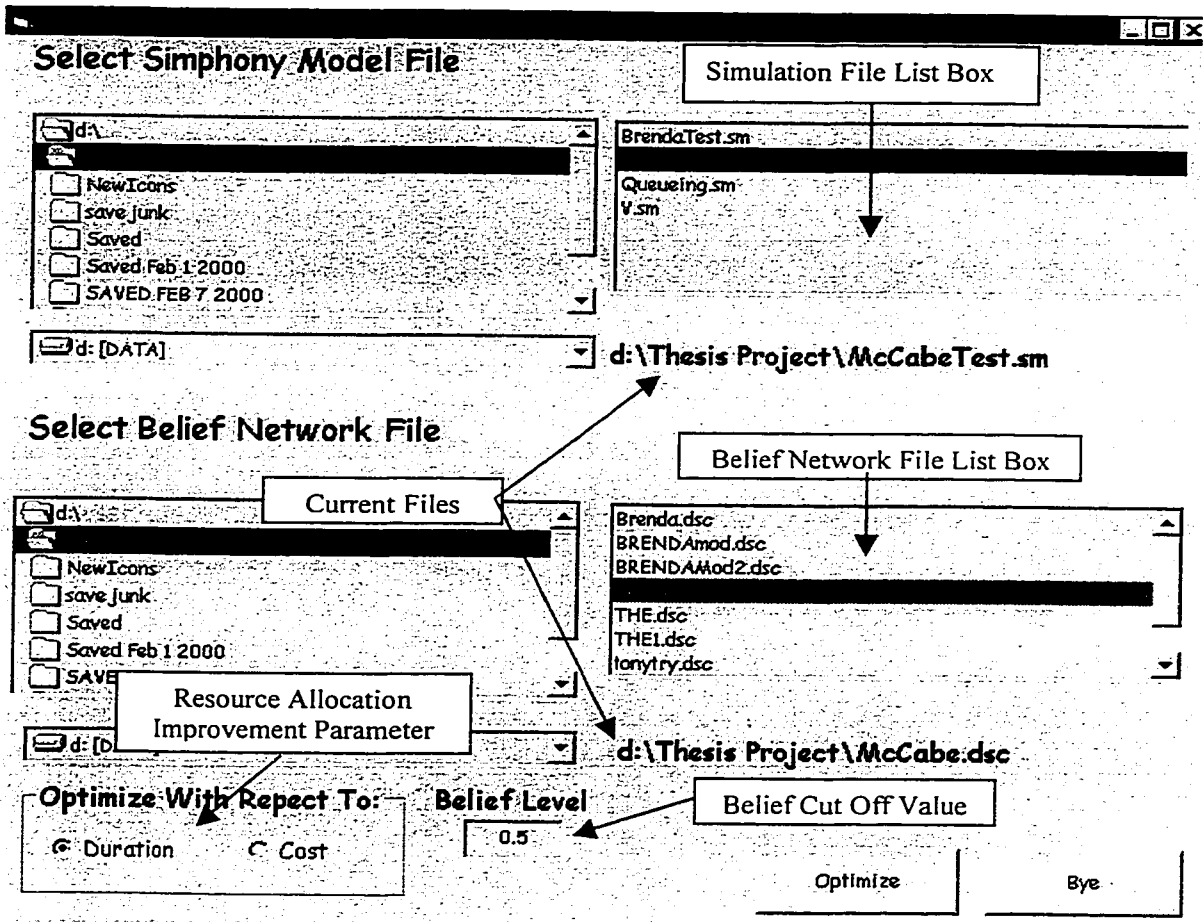 Select Simphony Model File
Simulation File List Box
d:\
NewIcons
save junk
Saved
Saved Feb 1 2000
SAVED FEB 7 2000
BrendaTest.sm
Queueing.sm
V.sm
d: [DATA]
d:\Thesis Project\McCabeTest.sm
Select Belief Network File
Belief Network File List Box
Current Files
d:\
NewIcons
save junk
Saved
Saved Feb 1 2000
SAVE
Brenda.dsc
BRENDAmod.dsc
BRENDAMod2.dsc
THE.dsc
THE1.dsc
tonytry.dsc
Resource Allocation
Improvement Parameter
d: [D
d:\Thesis Project\McCabe.dsc
Optimize With Repect To:
Duration
Cost
Belief Level
0.5
Belief Cut Off Value
Optimize
Bye